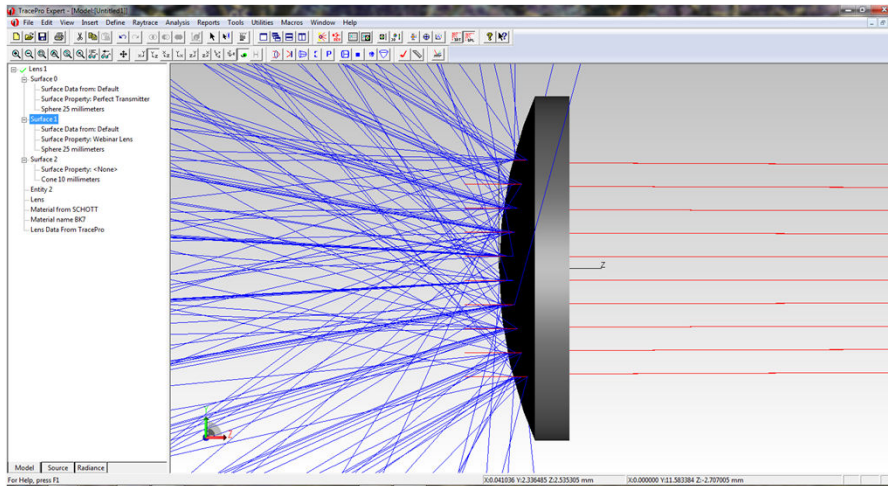 TracePro Expert - [Model:[Untitled1]]
File Edit View Insert Define Raytrace Analysis Reports Tools Utilities Macros Window Help
Lens 1
Surface 0
Surface Data from: Default
Surface Property: Perfect Transmitter
Sphere 25 millimeters
Surface 1
Surface Data from: Default
Surface Property: Webinar Lens
Sphere 25 millimeters
Surface 2
Surface Property: <None>
Cone 10 millimeters
Entity 2
Lens
Material from SCHOTT
Material name BK7
Lens Data From TracePro
Z
Z
Model Source Radiance
For Help, press F1 X:0.041036 Y:2.336485 Z:2.535305 mm X:0.000000 Y:11.583384 Z:-2.707005 mm